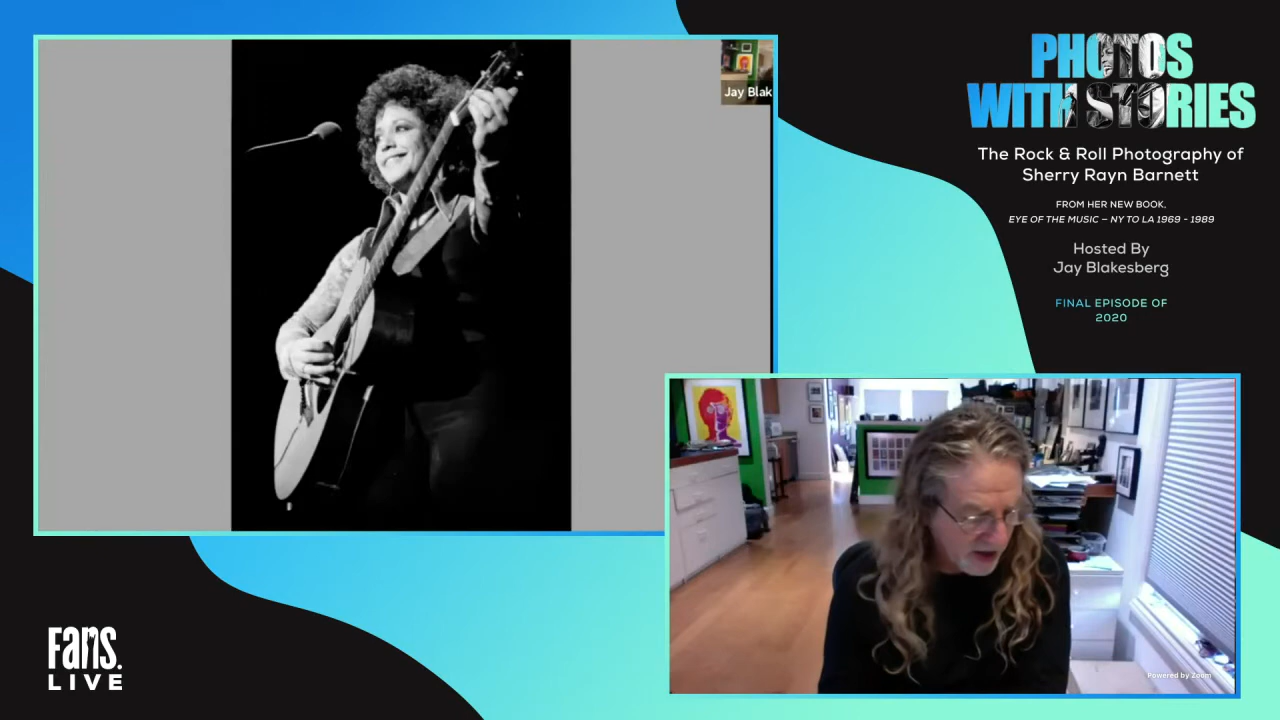 Jay Blak
PHOTOS
WITH STORIES
The Rock & Roll Photography of
Sherry Rayn Barnett
FROM HER NEW BOOK,
EYE OF THE MUSIC – NY TO LA 1969 - 1989
Hosted By
Jay Blakesberg
FINAL EPISODE OF
2020
Fans.
LIVE
Powered by Zoom